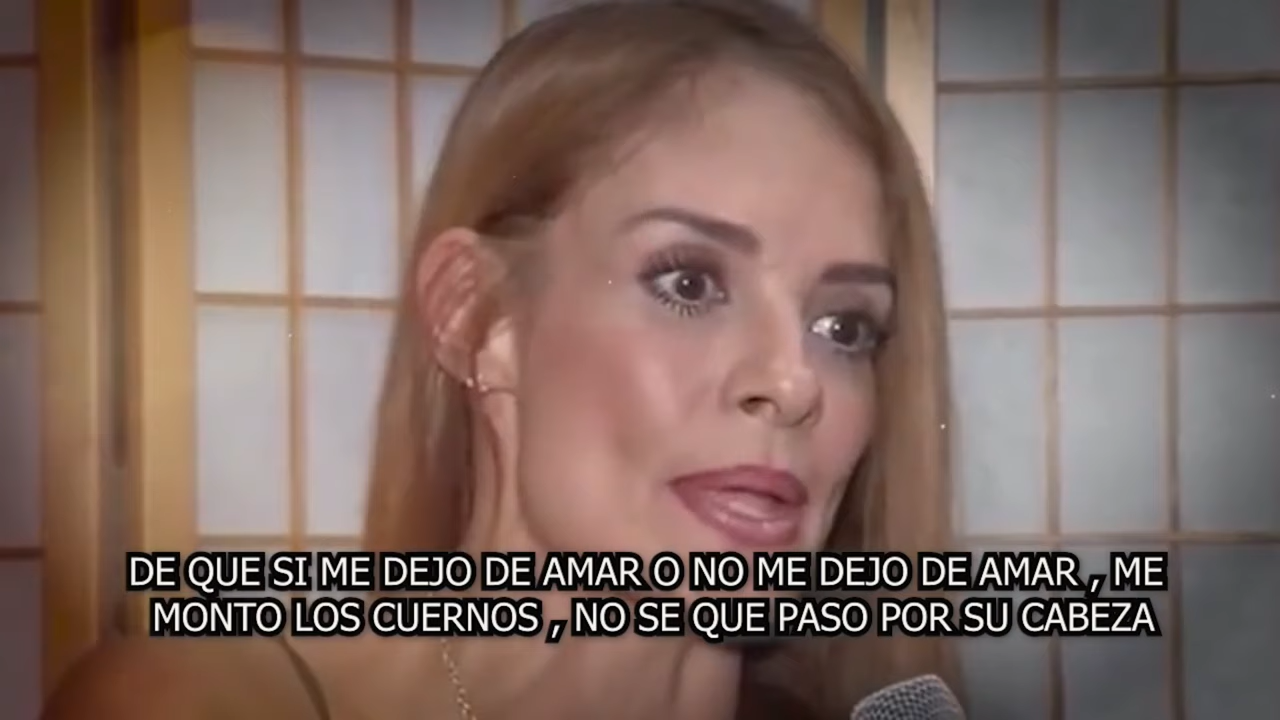 DE QUE SI ME DEJO DE AMAR O NO ME DEJO DE AMAR , ME
MONTO LOS CUERNOS , NO SE QUE PASO POR SU CABEZA